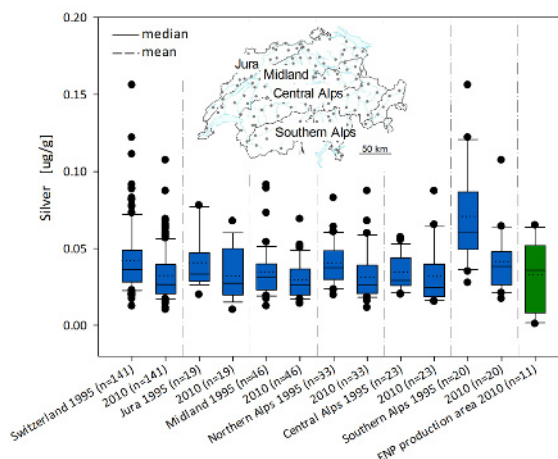 median
mean
Jura
Midland
Central Alps
Southern Alps
50 km
Silver [ug/g]
0.20
0.15
0.10
0.05
0.00
Switzerland 1995 (n=141)
2010 (n=141)
Jura 1995 (n=19)
2010 (n=19)
Midland 1995 (n=46)
2010 (n=46)
Northern Alps 1995 (n=33)
2010 (n=33)
Central Alps 1995 (n=23)
2010 (n=23)
Southern Alps 1995 (n=20)
2010 (n=20)
ENP production area 2010 (n=11)